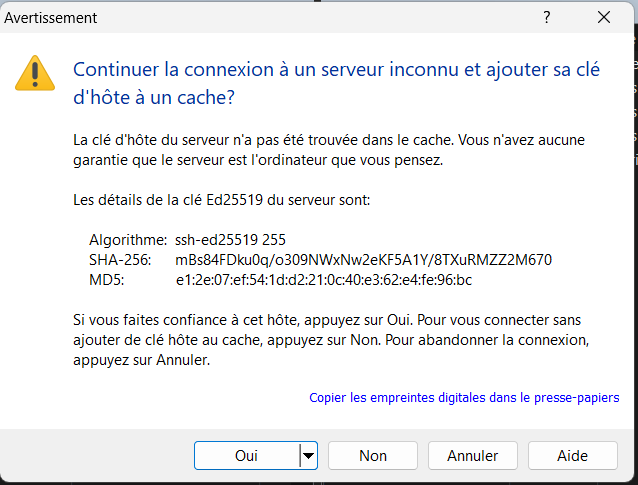 Avertissement
Continuer la connexion à un serveur inconnu et ajouter sa clé
d'hôte à un cache?
La clé d'hôte du serveur n'a pas été trouvée dans le cache. Vous n'avez aucune
garantie que le serveur est l'ordinateur que vous pensez.
Les détails de la clé Ed25519 du serveur sont:
Algorithme: ssh-ed25519 255
SHA-256: mBs84FDku0q/o309NWxNw2eKF5A1Y/8TXuRMZZ2M670
MD5: e1:2e:07:ef:54:1d:d2:21:0c:40:e3:62:e4:fe:96:bc
Si vous faites confiance à cet hôte, appuyez sur Oui. Pour vous connecter sans
ajouter de clé hôte au cache, appuyez sur Non. Pour abandonner la connexion,
appuyez sur Annuler.
Copier les empreintes digitales dans le presse-papiers
Oui Non Annuler Aide